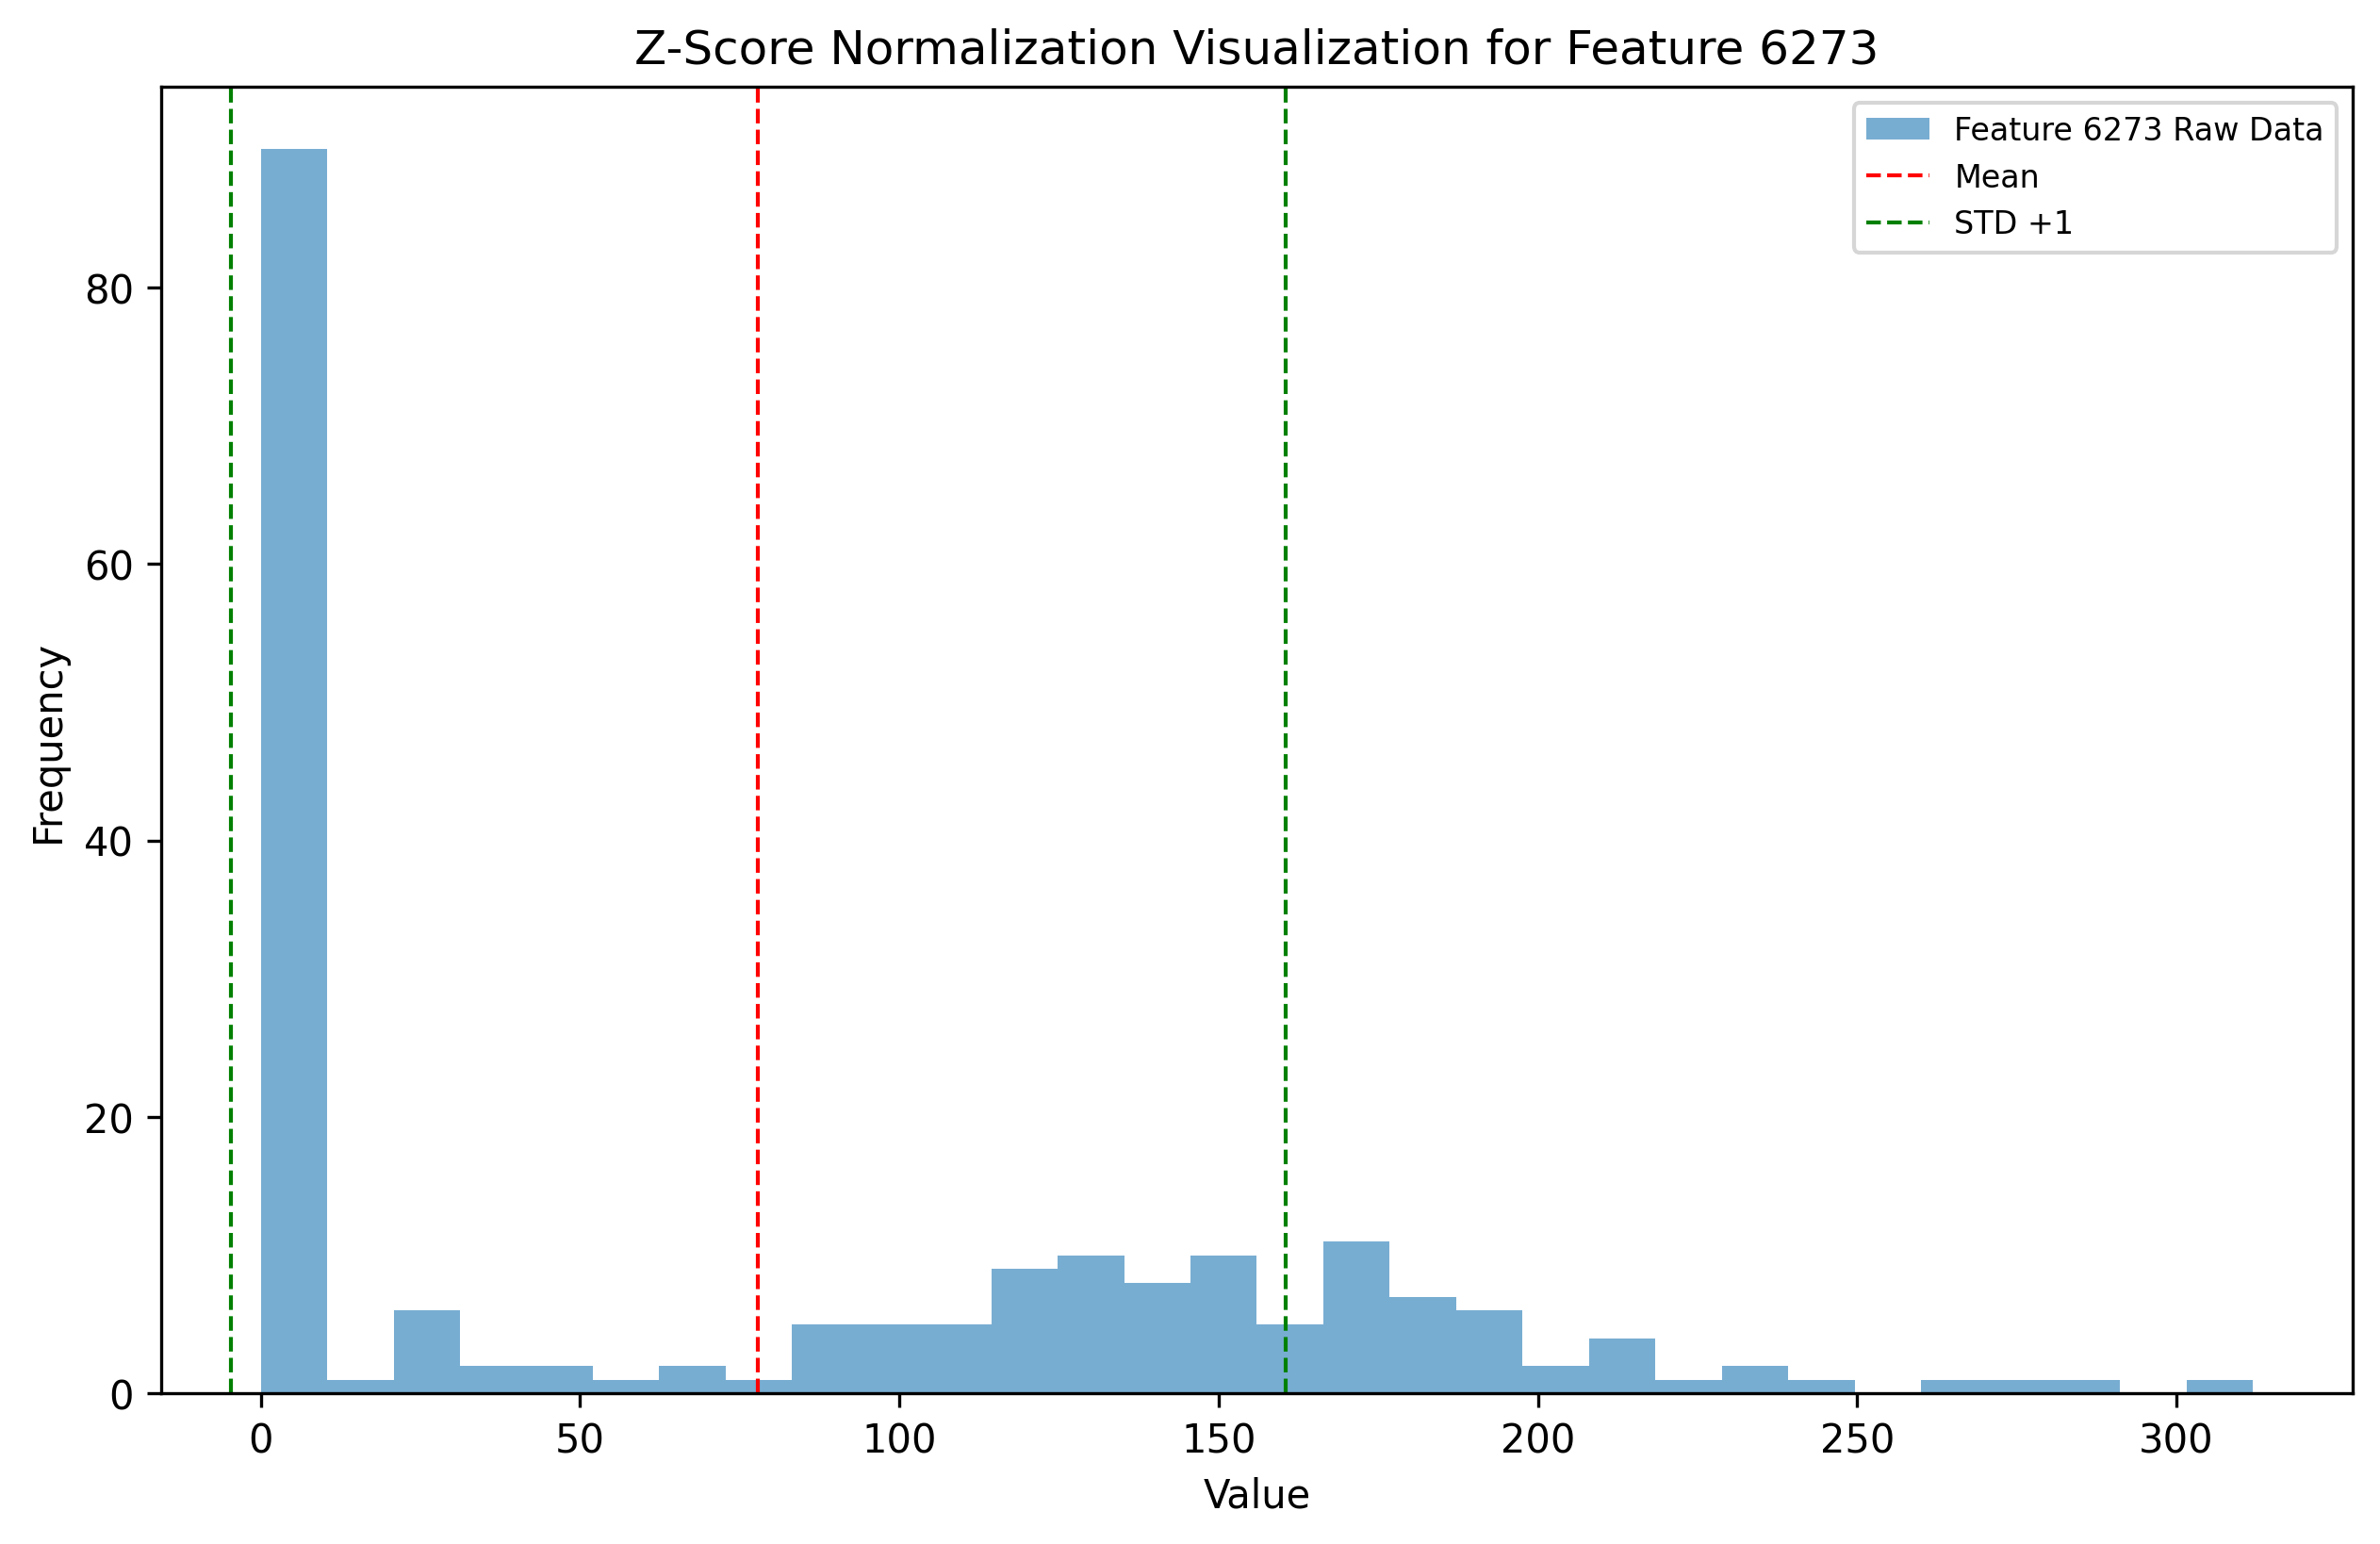 Z-Score Normalization Visualization for Feature 6273
Feature 6273 Raw Data
Mean
STD +1
80
60
40
20
0
Frequency
0 50 100 150 200 250 300
Value